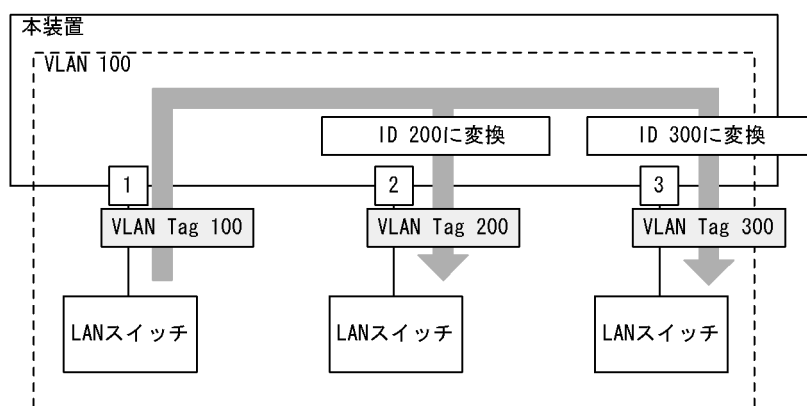 本装置
VLAN 100
ID 200に変換
ID 300に変換
1
2
3
VLAN Tag 100
VLAN Tag 200
VLAN Tag 300
LANスイッチ
LANスイッチ
LANスイッチ